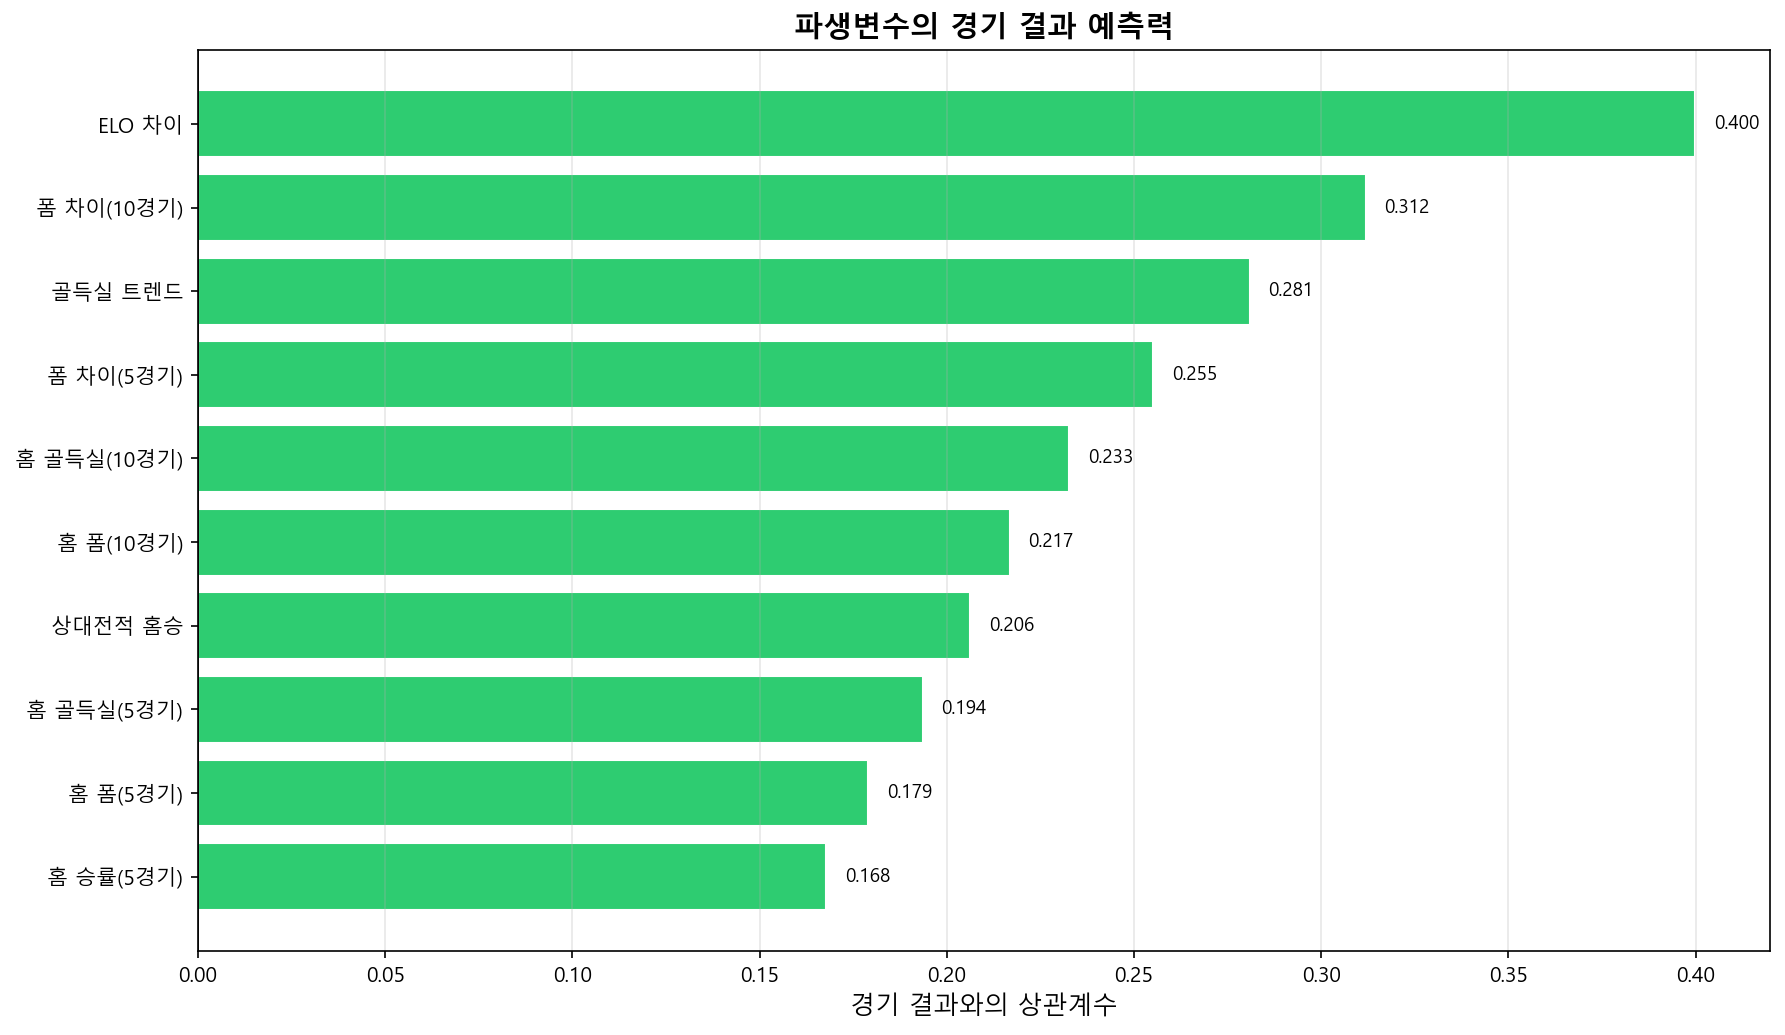 파생변수의 경기 결과 예측력
ELO 차이 0.400
폼 차이(10경기) 0.312
골득실 트렌드 0.281
폼 차이(5경기) 0.255
홈 골득실(10경기) 0.233
홈 폼(10경기) 0.217
상대전적 홈승 0.206
홈 골득실(5경기) 0.194
홈 폼(5경기) 0.179
홈 승률(5경기) 0.168
0.00 0.05 0.10 0.15 0.20 0.25 0.30 0.35 0.40
경기 결과와의 상관계수